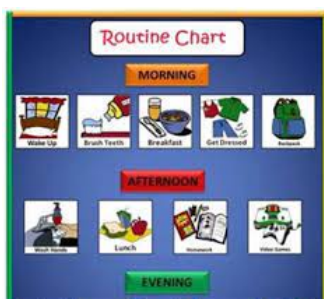 Routine Chart
MORNING
Wake Up Brush Teeth Breakfast Get Dressed Backpack
AFTERNOON
Wash Hands Lunch Homework Video Games
EVENING